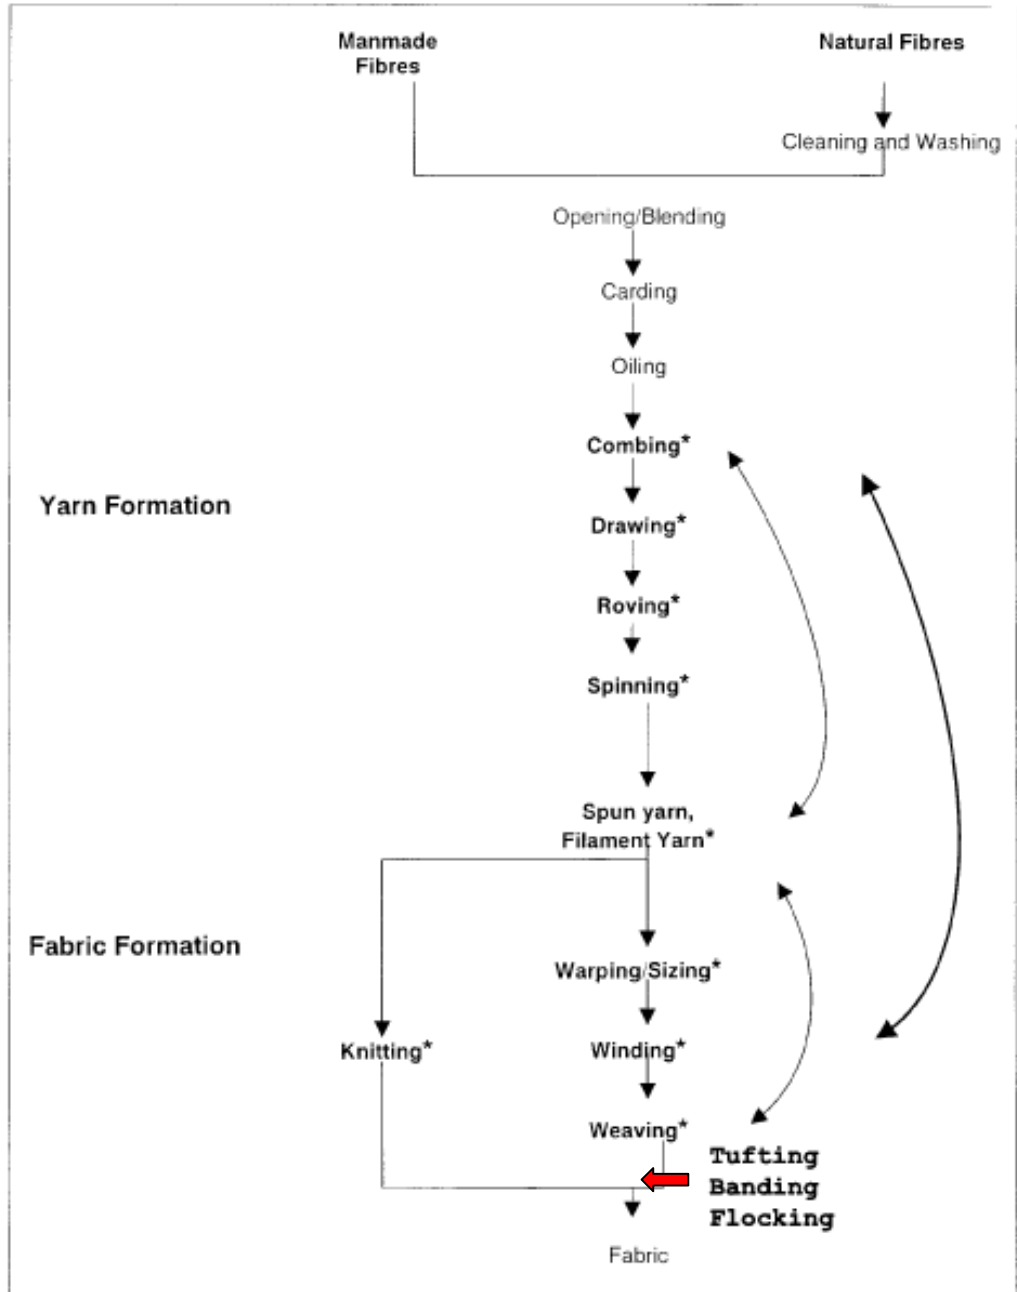 Manmade
Fibres
Natural Fibres
Cleaning and Washing
Opening/Blending
Carding
Oiling
Combing*
Yarn Formation
Drawing*
Roving*
Spinning*
Spun yarn,
Filament Yarn*
Fabric Formation
Warping/Sizing*
Knitting*
Winding*
Weaving*
Tufting
Banding
Flocking
Fabric